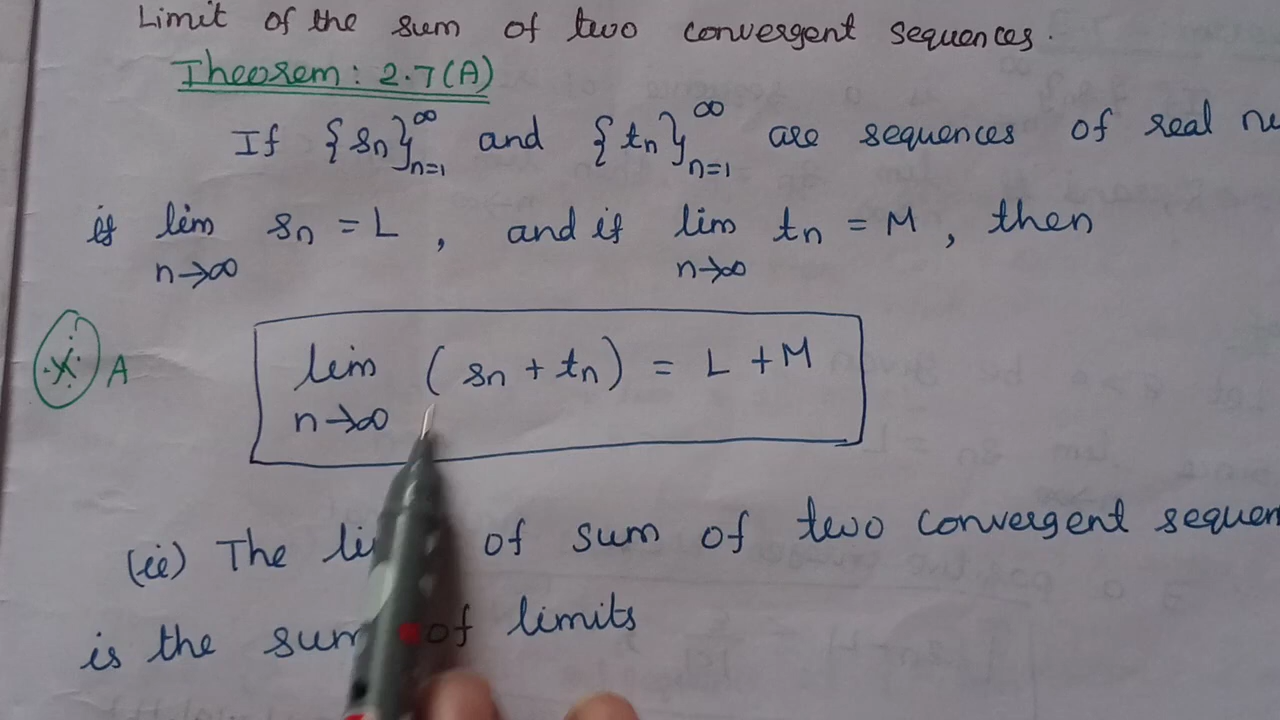 Limit of the sum of two convergent sequences.
Theorem: 2.7(A)
If {sn}∞n=1 and {tn}∞n=1 are sequences of real
if lim n→∞ sn = L, and if lim n→∞ tn = M, then
A lim n→∞ (sn + tn) = L + M
(ii) The of sum of two convergent
is the sum of limits